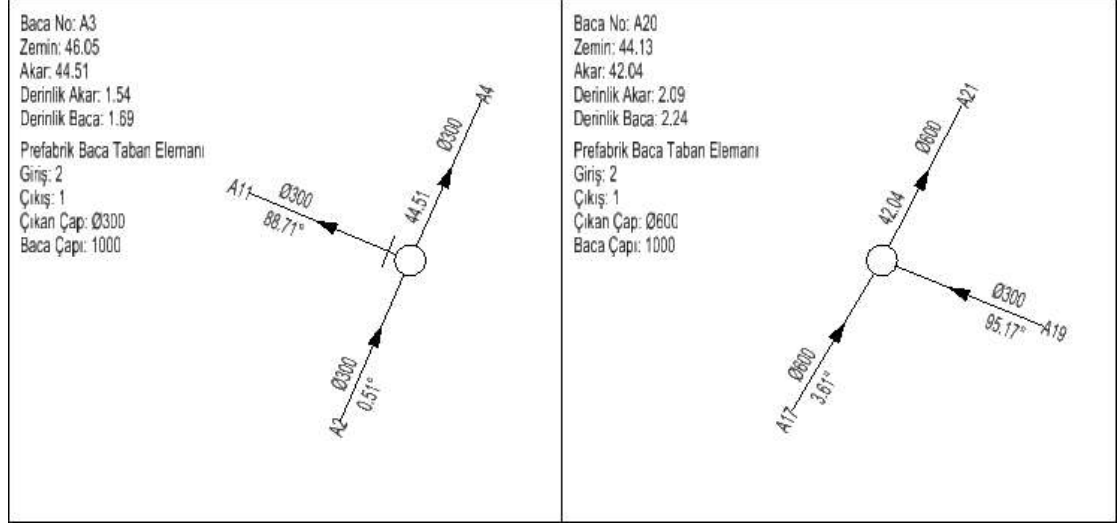 Baca No: A3
Zemin: 46.05
Akar: 44.51
Derinlik Akar: 1.54
Derinlik Baca: 1.69
Prefabrik Baca Taban Elemanı
Giriş: 2
Çıkış: 1
Çıkan Çap: Ø300
Baca Çapı: 1000
A4
Ø300
44.51
A11
Ø300
88.71°
Ø300
0.51°
A2
Baca No: A20
Zemin: 44.13
Akar: 42.04
Derinlik Akar: 2.09
Derinlik Baca: 2.24
Prefabrik Baca Taban Elemanı
Giriş: 2
Çıkış: 1
Çıkan Çap: Ø600
Baca Çapı: 1000
A21
Ø600
42.04
Ø300
95.17°
A19
Ø600
3.61°
A17